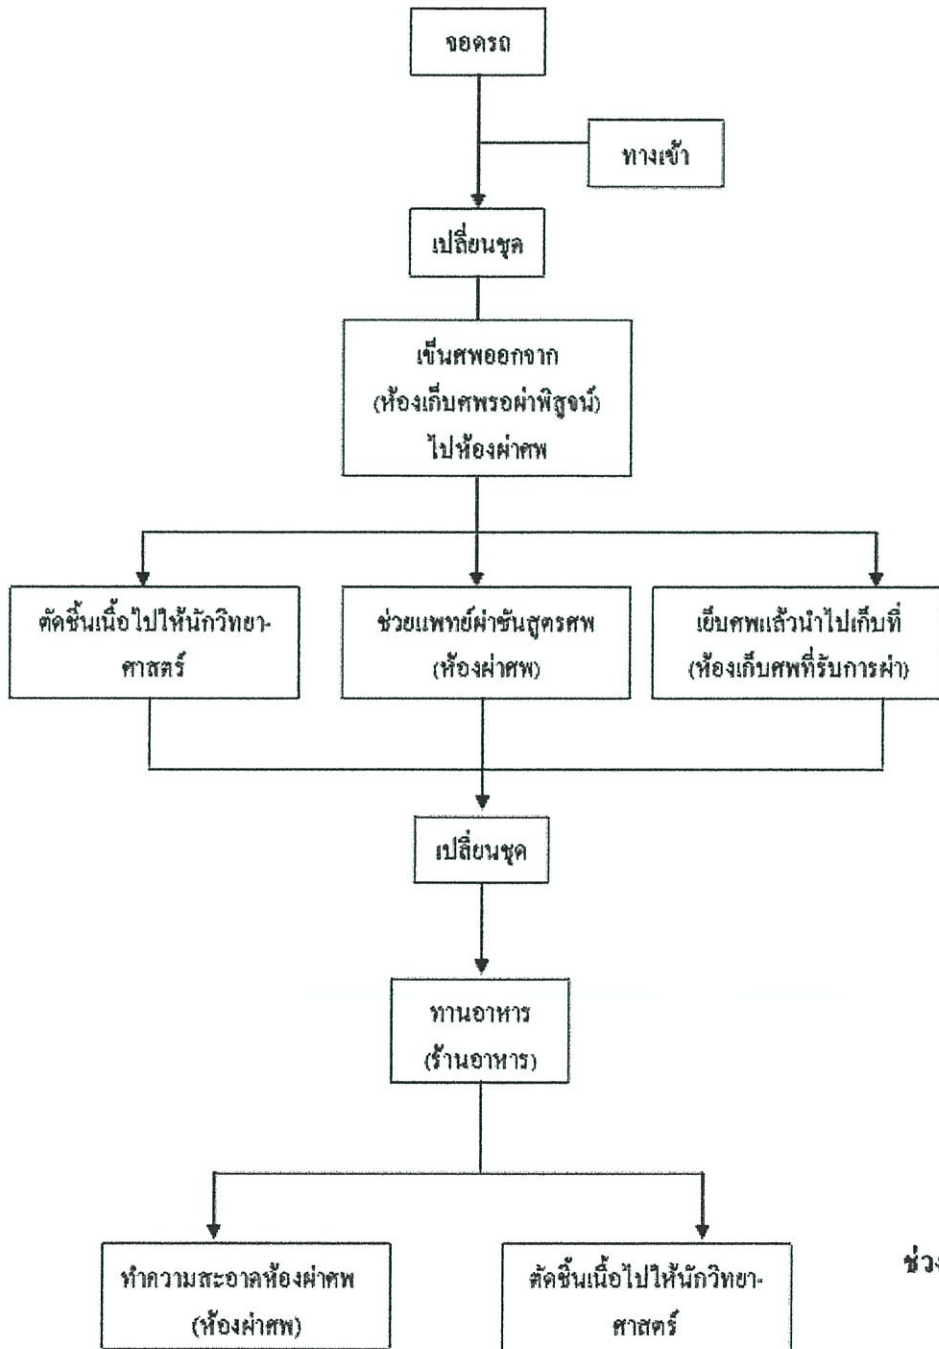 จอดรถ
ทางเข้า
เปลี่ยนชุด
เข็นศพออกจาก
(ห้องเก็บศพรอผ่าพิสูจน์)
ไปห้องผ่าศพ
ตัดชิ้นเนื้อไปให้นักวิทยา-
ศาสตร์
ช่วยแพทย์ผ่าชันสูตรศพ
(ห้องผ่าศพ)
เย็บศพแล้วนำไปเก็บที่
(ห้องเก็บศพที่รับการผ่า)
เปลี่ยนชุด
ทานอาหาร
(ร้านอาหาร)
ทำความสะอาดห้องผ่าศพ
(ห้องผ่าศพ)
ตัดชิ้นเนื้อไปให้นักวิทยา-
ศาสตร์
ช่วง